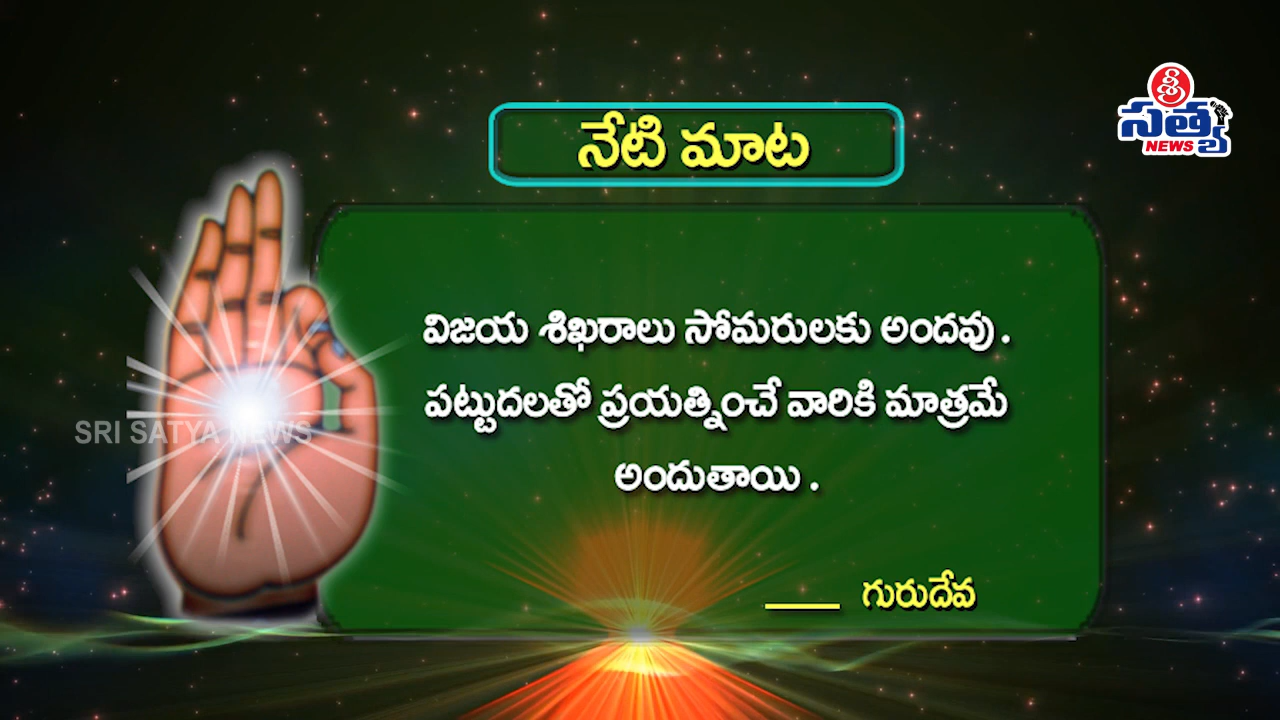 శ్రీ
సత్య
NEWS
నేటి మాట
విజయ శిఖరాలు సోమరులకు అందవు .
పట్టుదలతో ప్రయత్నించే వారికి మాత్రమే
అందుతాయి .
SRI SATYA NEWS
____ గురుదేవ